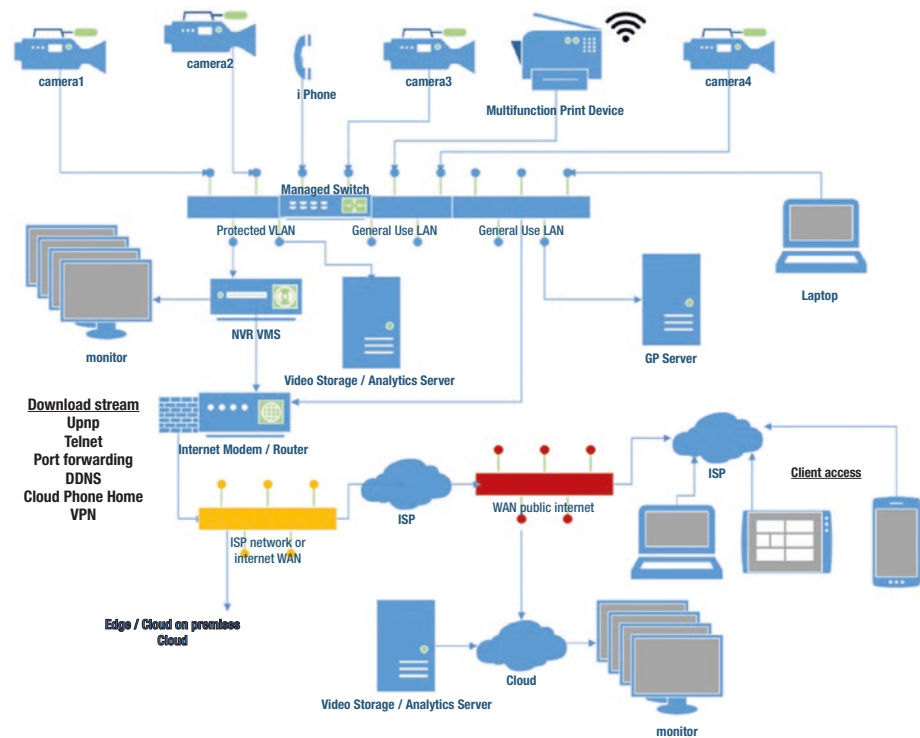 camera1
camera2
i Phone
camera3
Multifunction Print Device
camera4
Managed Switch
Protected VLAN
General Use LAN
General Use LAN
Laptop
monitor
NVR VMS
Video Storage / Analytics Server
GP Server
Download stream
Upnp
Telnet
Port forwarding
DDNS
Cloud Phone Home
VPN
Internet Modem / Router
ISP
WAN public internet
ISP
Client access
ISP network or
internet WAN
Edge / Cloud on premises
Cloud
Video Storage / Analytics Server
Cloud
monitor